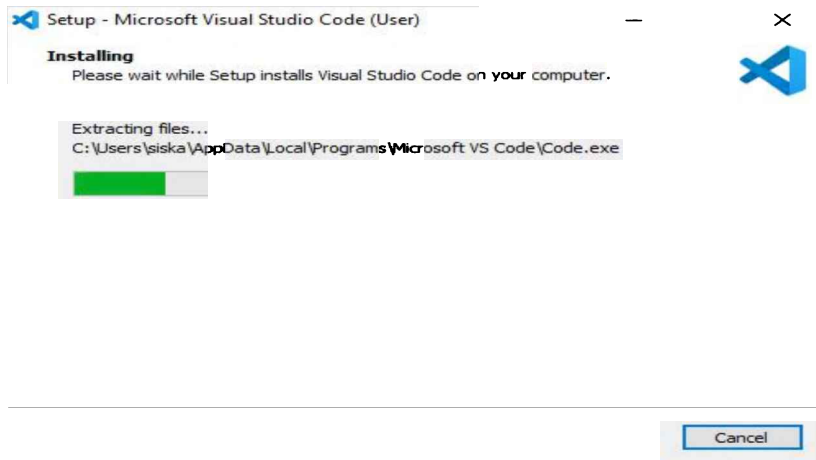 Setup - Microsoft Visual Studio Code (User)
Installing
Please wait while Setup installs Visual Studio Code on your computer.
Extracting files...
C:\Users\siska\AppData\Local\Programs\Microsoft VS Code\Code.exe
Cancel